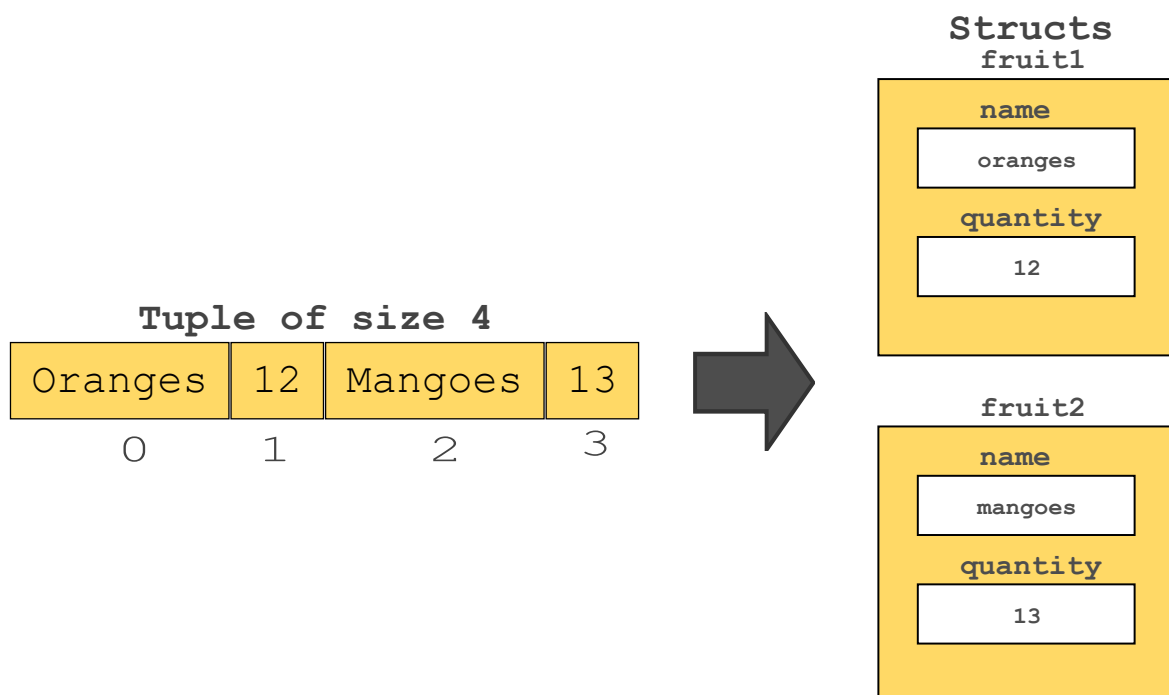 Structs
fruit1
name
oranges
quantity
12
Tuple of size 4
Oranges 12 Mangoes 13
0 1 2 3
fruit2
name
mangoes
quantity
13